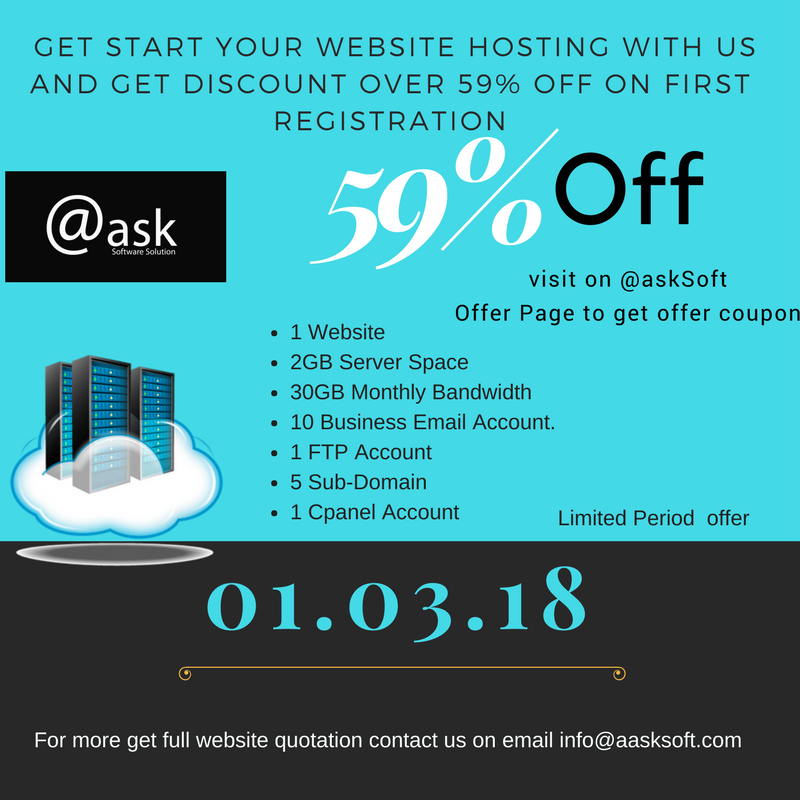 GET START YOUR WEBSITE HOSTING WITH US
AND GET DISCOUNT OVER 59% OFF ON FIRST
REGISTRATION
@ask
Software Solution
59% Off
visit on @askSoft
Offer Page to get offer coupon
• 1 Website
• 2GB Server Space
• 30GB Monthly Bandwidth
• 10 Business Email Account.
• 1 FTP Account
• 5 Sub-Domain
• 1 Cpanel Account
Limited Period offer
01.03.18
For more get full website quotation contact us on email info@aasksoft.com